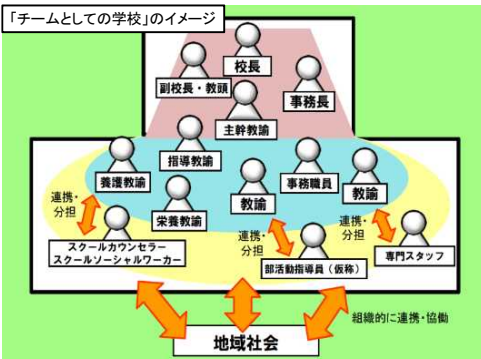 「チームとしての学校」のイメージ
校長
副校長・教頭
事務長
主幹教諭
指導教諭
養護教諭
事務職員
教諭
栄養教諭
教諭
連携・
分担
連携・
分担
連携・
分担
スクールカウンセラー
スクールソーシャルワーカー
部活動指導員（仮称）
専門スタッフ
組織的に連携・協働
地域社会